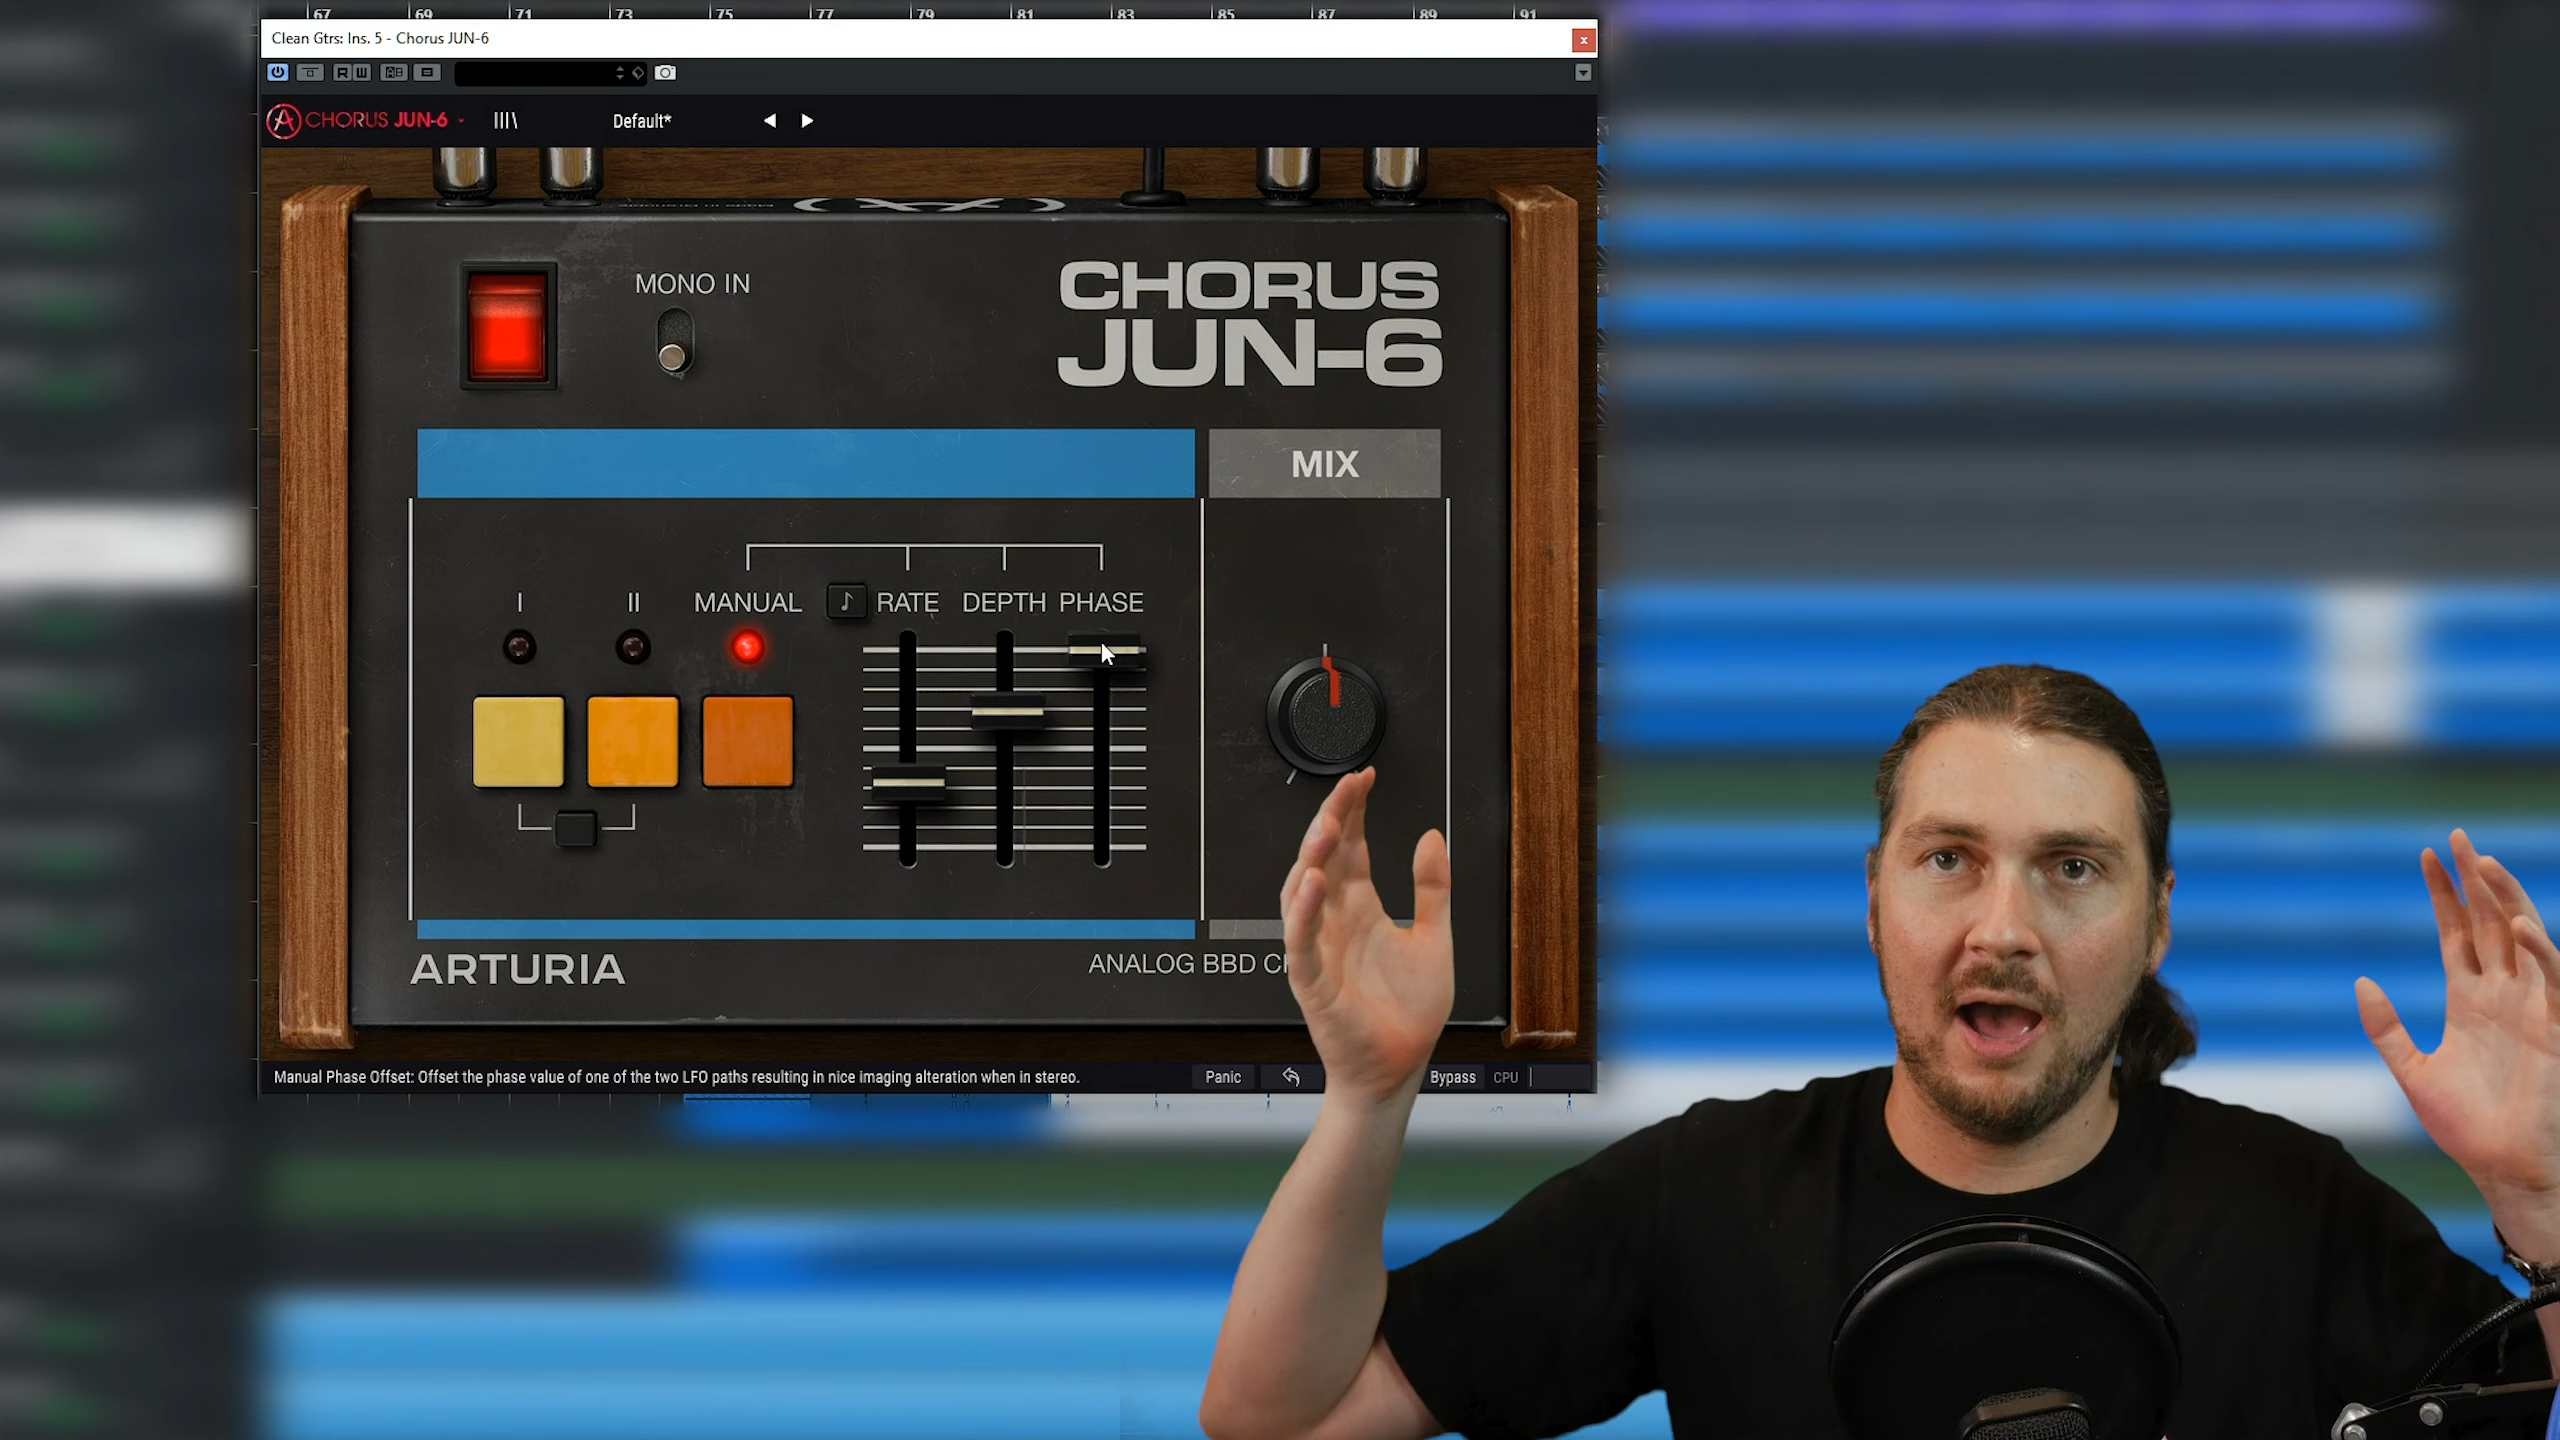 67 69 71 73 75 77 79 81 83 85 87 89 91
Clean Gtrs: Ins. 5 - Chorus JUN-6
x
R W AB
CHORUS JUN-6
Default*
MONO IN
CHORUS
JUN-6
MIX
I II MANUAL ♪ RATE DEPTH PHASE
ARTURIA
ANALOG BBD
Manual Phase Offset: Offset the phase value of one of the two LFO paths resulting in nice imaging alteration when in stereo.
Panic
Bypass
CPU